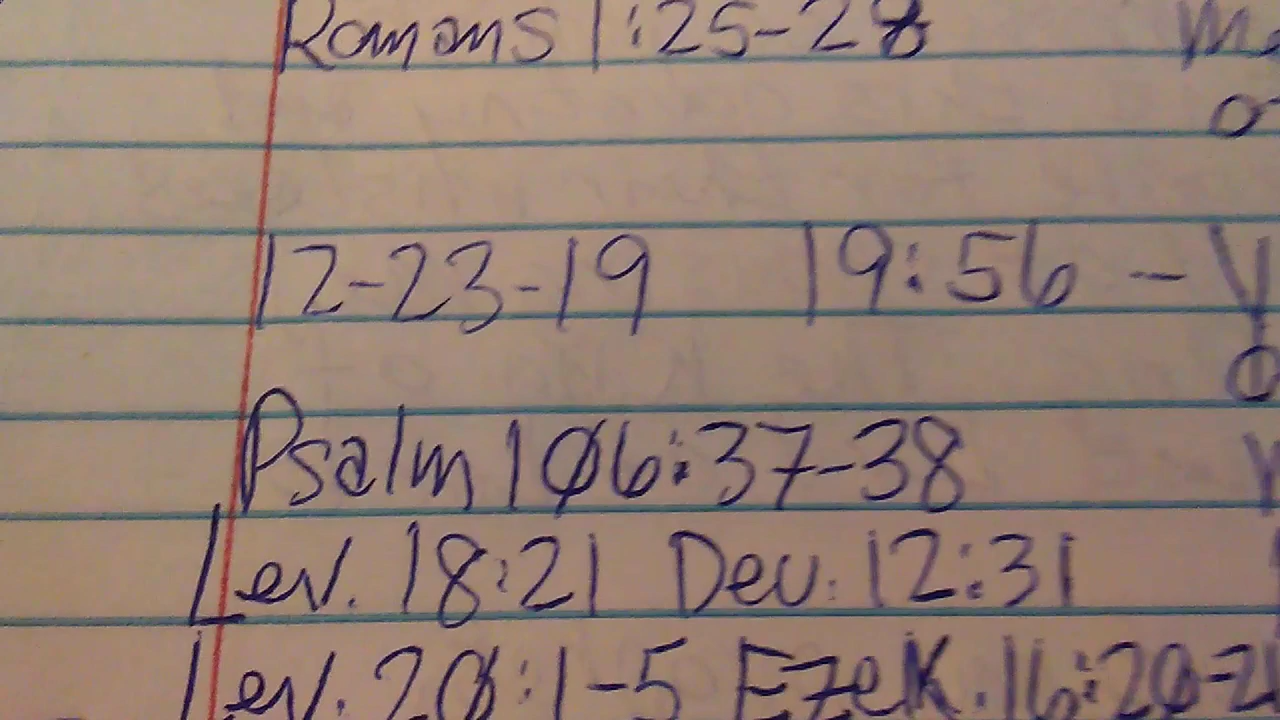 Romans 1:25-28
12-23-19 19:56 -
Psalm 106:37-38
Lev. 18:21 Deu. 12:31
Lev. 20:1-5 Ezek. 16:20-21